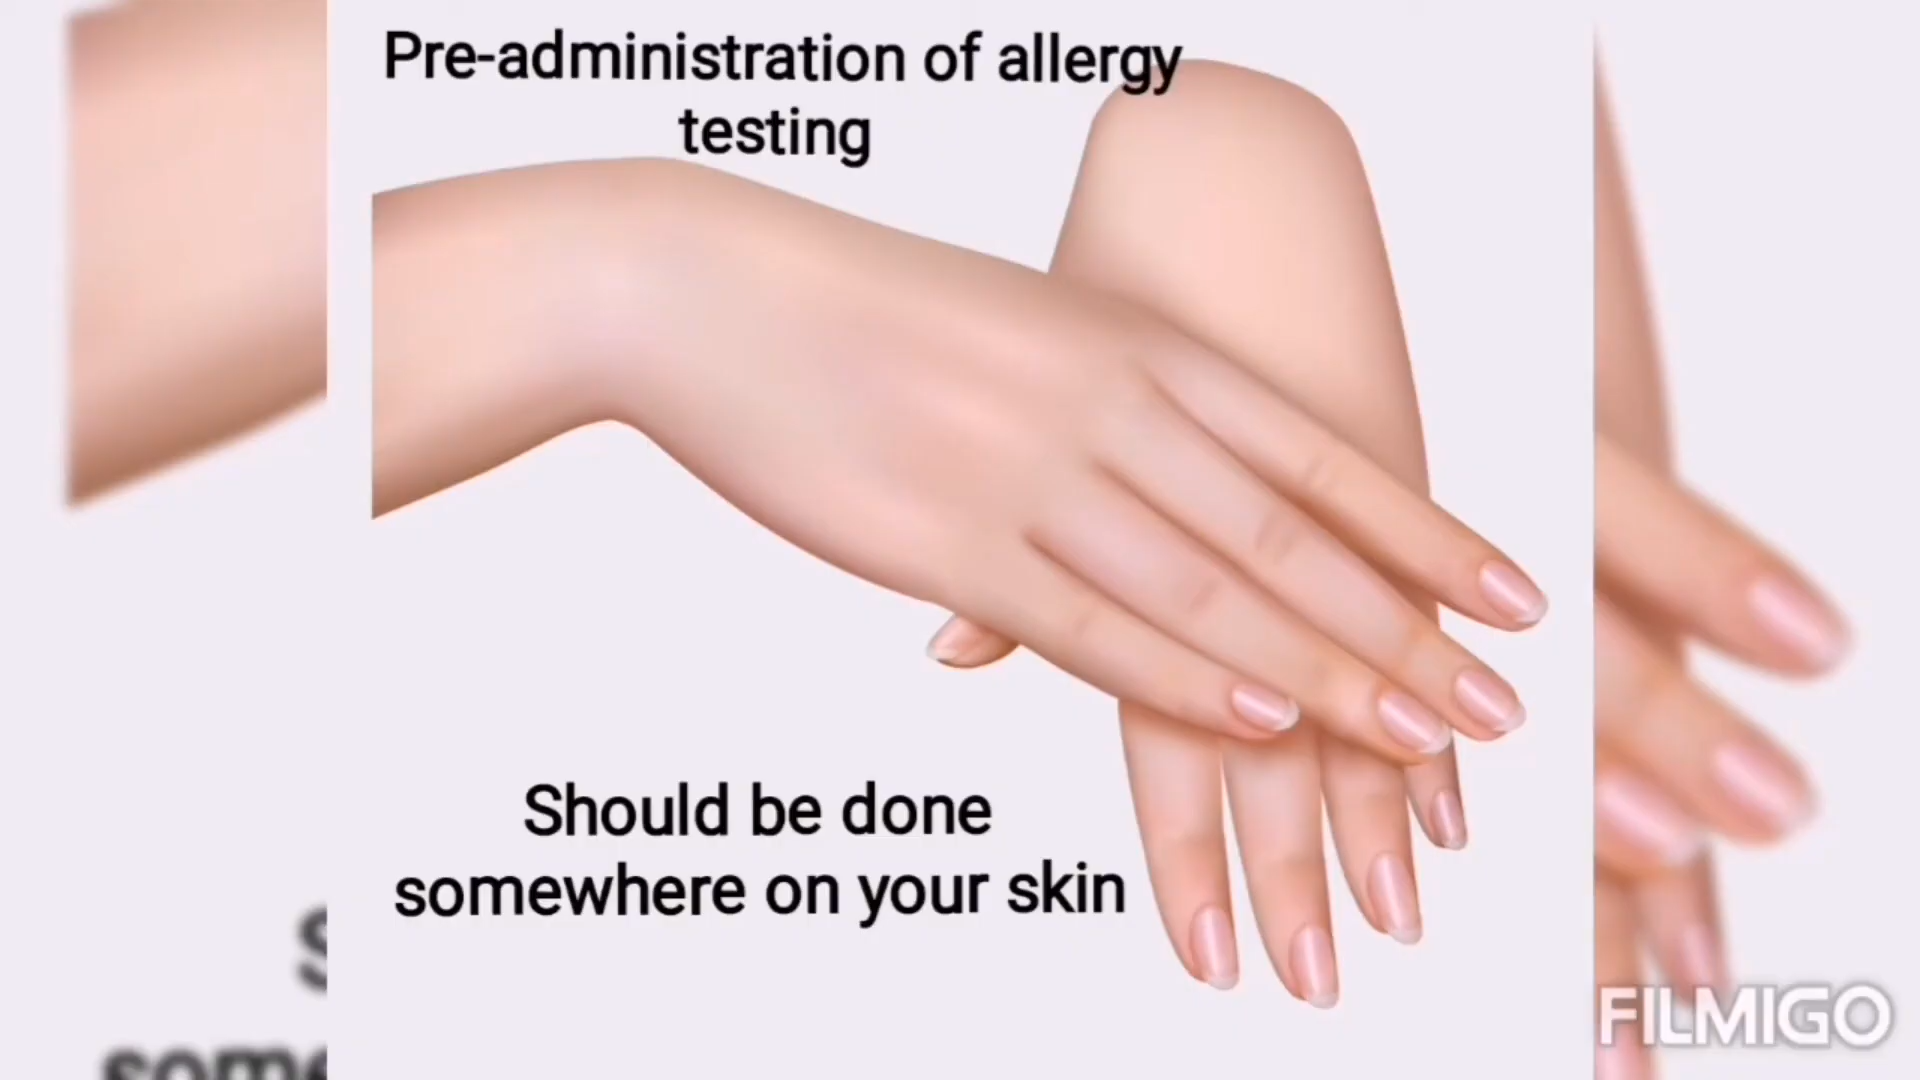 Pre-administration of allergy
testing
Should be done
somewhere on your skin
FILMIGO